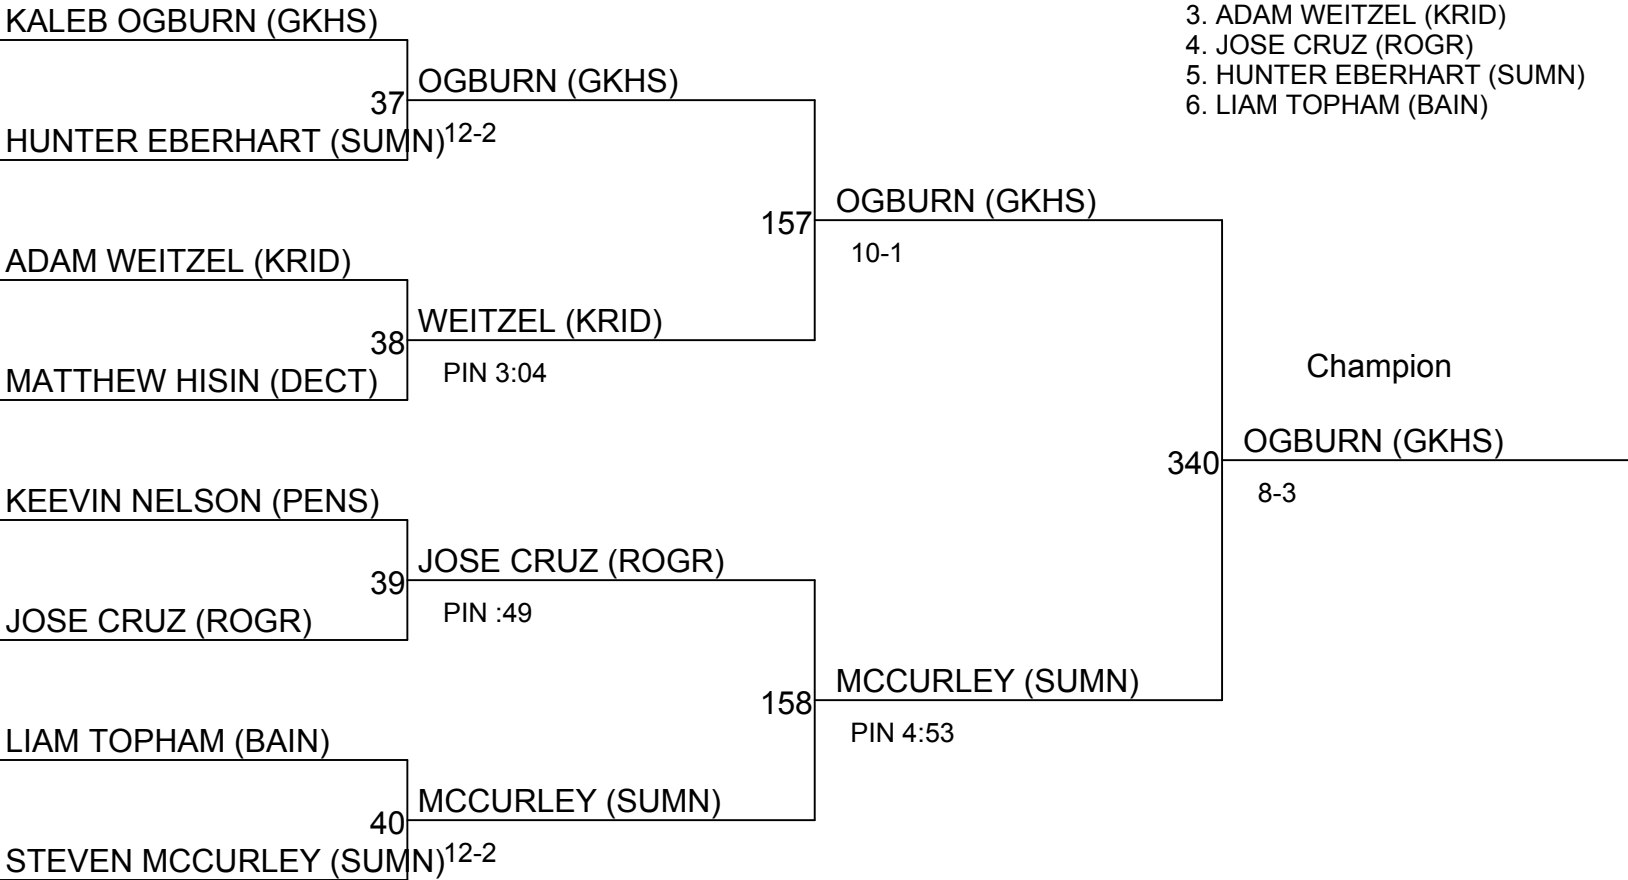 KALEB OGBURN (GKHS)
37
OGBURN (GKHS)
HUNTER EBERHART (SUMN)
12-2
157
OGBURN (GKHS)
10-1
ADAM WEITZEL (KRID)
38
WEITZEL (KRID)
MATTHEW HISIN (DECT)
PIN 3:04
340
Champion
OGBURN (GKHS)
8-3
KEEVIN NELSON (PENS)
39
JOSE CRUZ (ROGR)
JOSE CRUZ (ROGR)
PIN :49
158
MCCURLEY (SUMN)
PIN 4:53
LIAM TOPHAM (BAIN)
40
MCCURLEY (SUMN)
STEVEN MCCURLEY (SUMN)
12-2
3. ADAM WEITZEL (KRID)
4. JOSE CRUZ (ROGR)
5. HUNTER EBERHART (SUMN)
6. LIAM TOPHAM (BAIN)